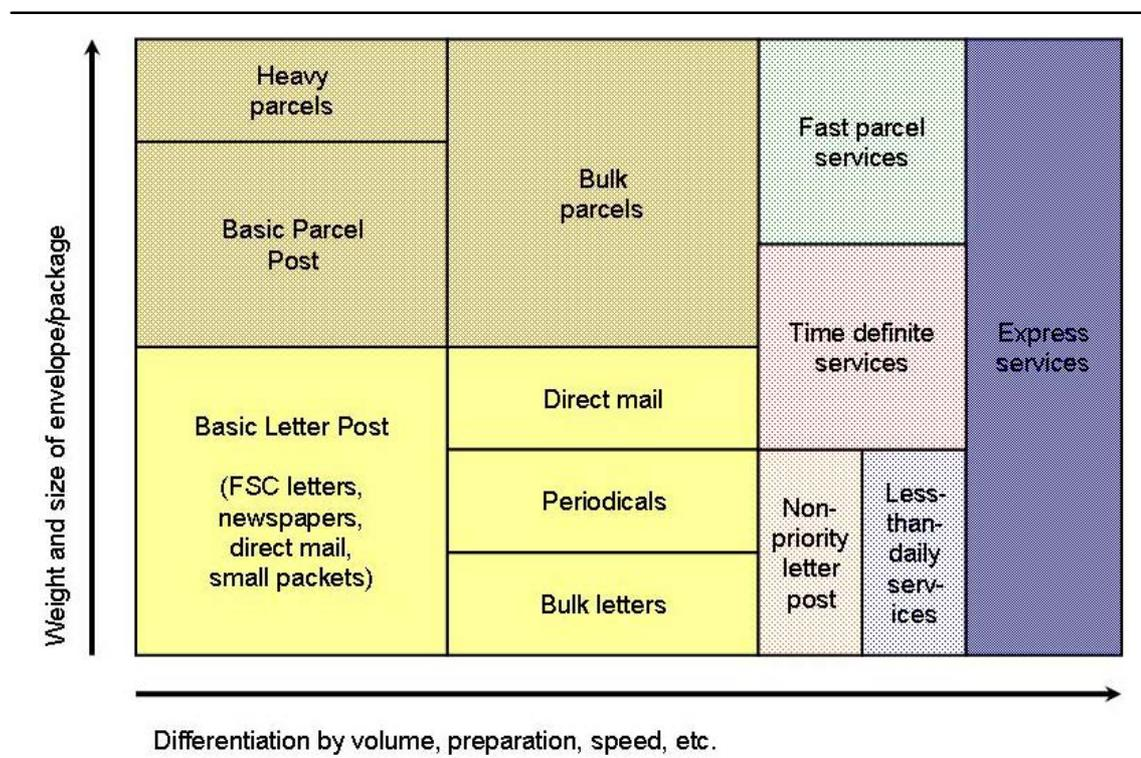 Heavy
parcels
Basic Parcel
Post
Basic Letter Post
(FSC letters,
newspapers,
direct mail,
small packets)
Bulk
parcels
Direct mail
Periodicals
Bulk letters
Fast parcel
services
Time definite
services
Non-
priority
letter
post
Less-
than-
daily
serv-
ices
Express
services
Weight and size of envelope/package
Differentiation by volume, preparation, speed, etc.